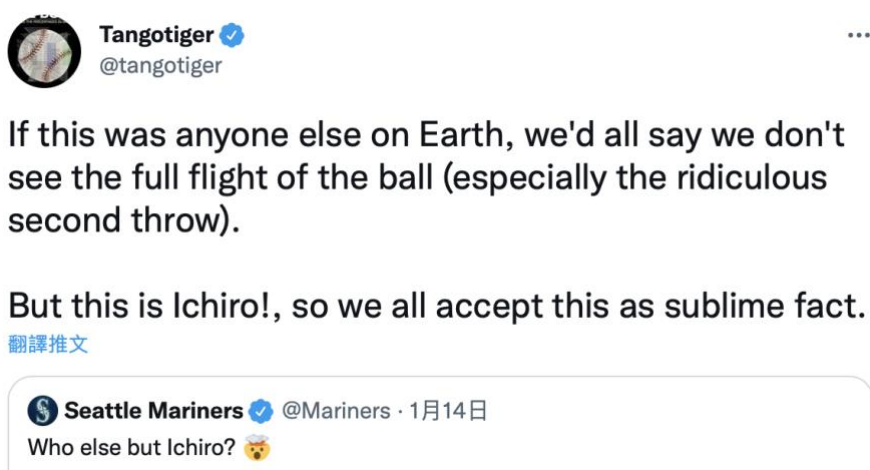 Tangotiger
@tangotiger
If this was anyone else on Earth, we'd all say we don't
see the full flight of the ball (especially the ridiculous
second throw).
But this is Ichiro!, so we all accept this as sublime fact.
翻譯推文
Seattle Mariners @Mariners · 1月14日
Who else but Ichiro? 🤯